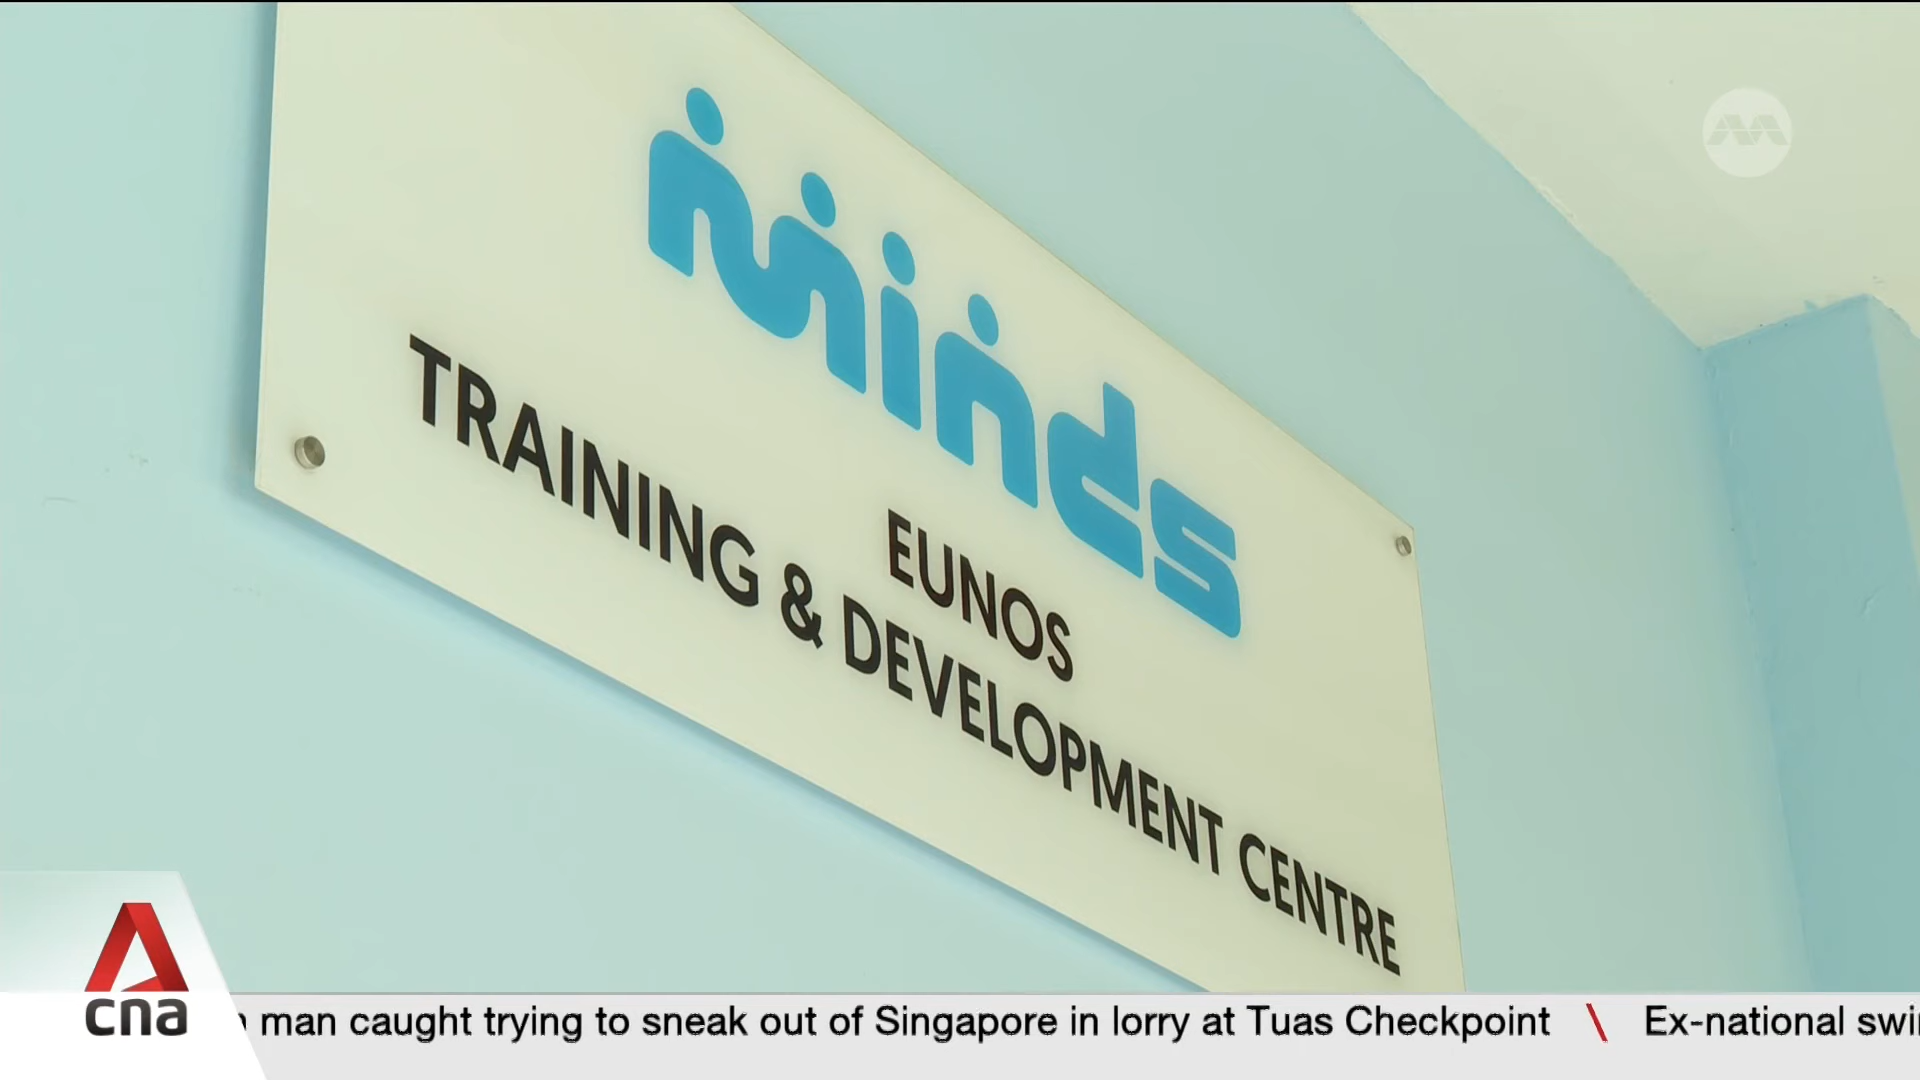 minds
EUNOS
TRAINING & DEVELOPMENT CENTRE
cna
man caught trying to sneak out of Singapore in lorry at Tuas Checkpoint \ Ex-national